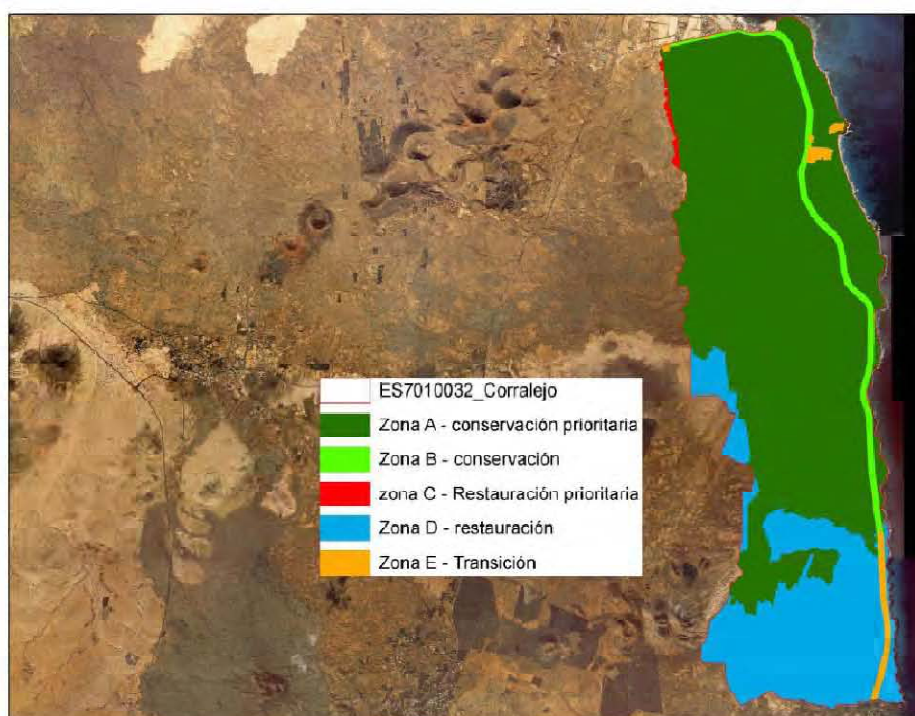 ES7010032_Corralejo
Zona A - conservación prioritaria
Zona B - conservación
zona C - Restauración prioritaria
Zona D - restauración
Zona E - Transición